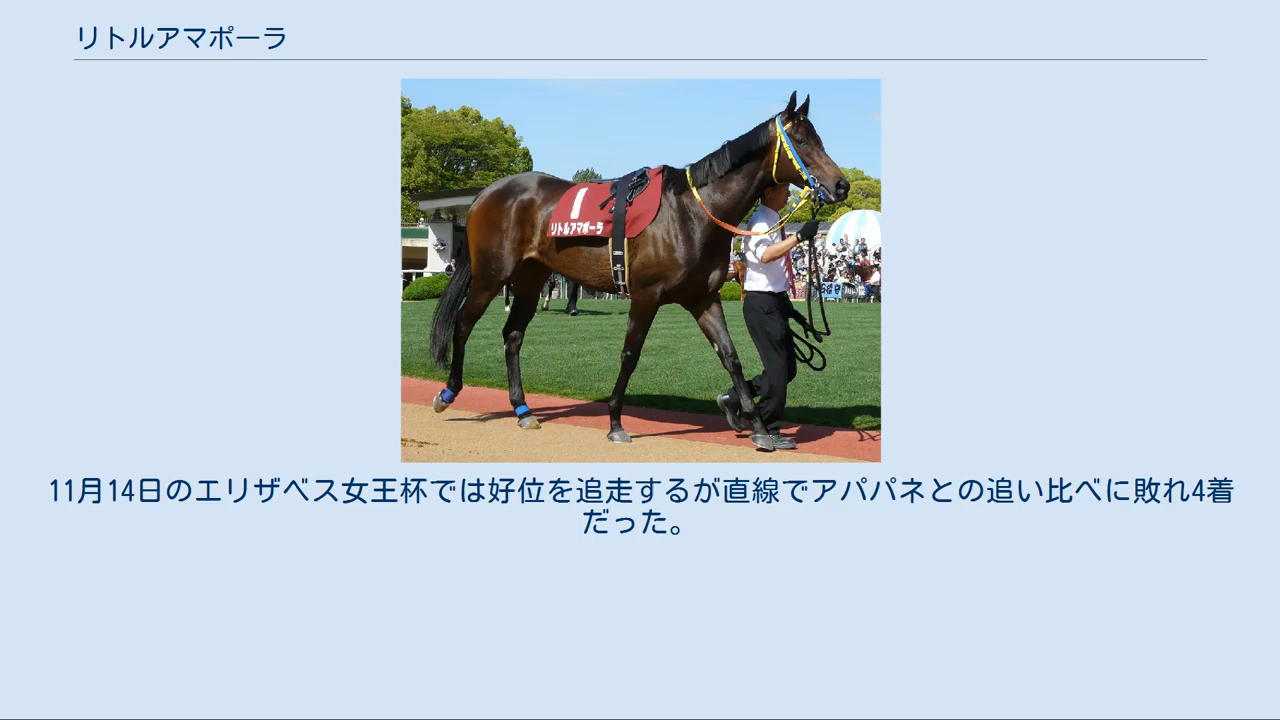 リトルアマポーラ
1
リトルアマポーラ
11月14日のエリザベス女王杯では好位を追走するが直線でアパパネとの追い比べに敗れ4着
だった。